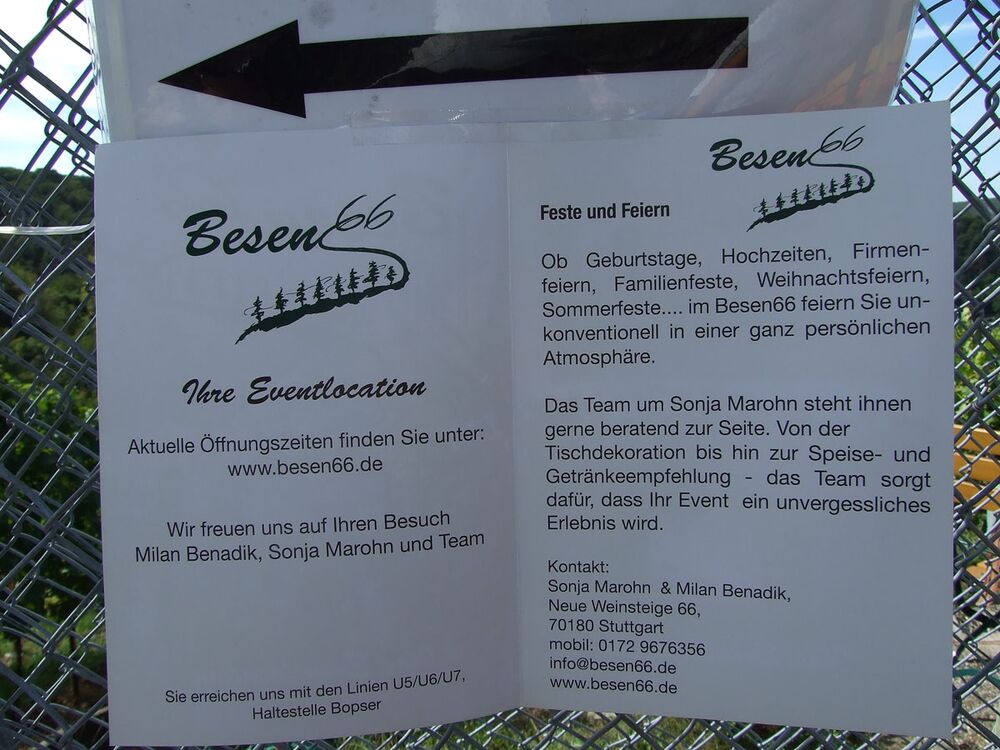 Besen66
Ihre Eventlocation
Aktuelle Öffnungszeiten finden Sie unter:
www.besen66.de
Wir freuen uns auf Ihren Besuch
Milan Benadik, Sonja Marohn und Team
Sie erreichen uns mit den Linien U5/U6/U7,
Haltestelle Bopser
Besen66
Feste und Feiern
Ob Geburtstage, Hochzeiten, Firmen-
feiern, Familienfeste, Weihnachtsfeiern,
Sommerfeste.... im Besen66 feiern Sie un-
konventionell in einer ganz persönlichen
Atmosphäre.
Das Team um Sonja Marohn steht ihnen
gerne beratend zur Seite. Von der
Tischdekoration bis hin zur Speise- und
Getränkeempfehlung - das Team sorgt
dafür, dass Ihr Event ein unvergessliches
Erlebnis wird.
Kontakt:
Sonja Marohn & Milan Benadik,
Neue Weinsteige 66,
70180 Stuttgart
mobil: 0172 9676356
info@besen66.de
www.besen66.de